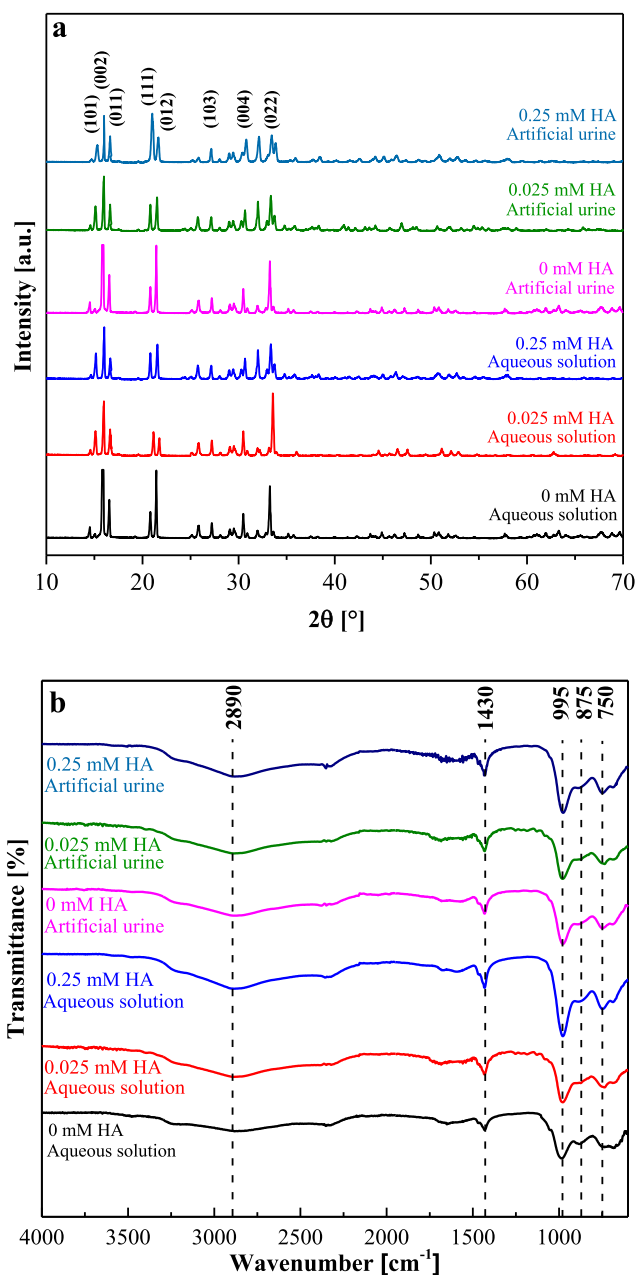 a
(101)
(002)
(011)
(111)
(012)
(103)
(004)
(022)
0.25 mM HA
Artificial urine
0.025 mM HA
Artificial urine
0 mM HA
Artificial urine
0.25 mM HA
Aqueous solution
0.025 mM HA
Aqueous solution
0 mM HA
Aqueous solution
Intensity [a.u.]
10 20 30 40 50 60 70
2θ [°]
b
2890
1430
995
875
750
0.25 mM HA
Artificial urine
0.025 mM HA
Artificial urine
0 mM HA
Artificial urine
0.25 mM HA
Aqueous solution
0.025 mM HA
Aqueous solution
0 mM HA
Aqueous solution
Transmittance [%]
4000 3500 3000 2500 2000 1500 1000
Wavenumber [cm⁻¹]